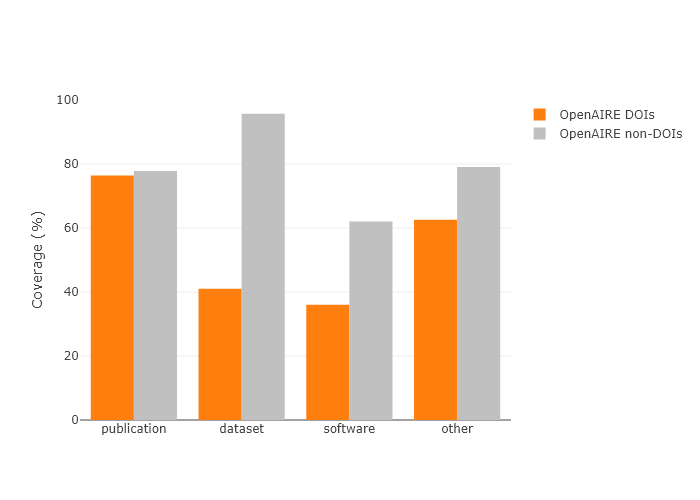 100
80
60
40
20
0
Coverage (%)
publication
dataset
software
other
OpenAIRE DOIs
OpenAIRE non-DOIs